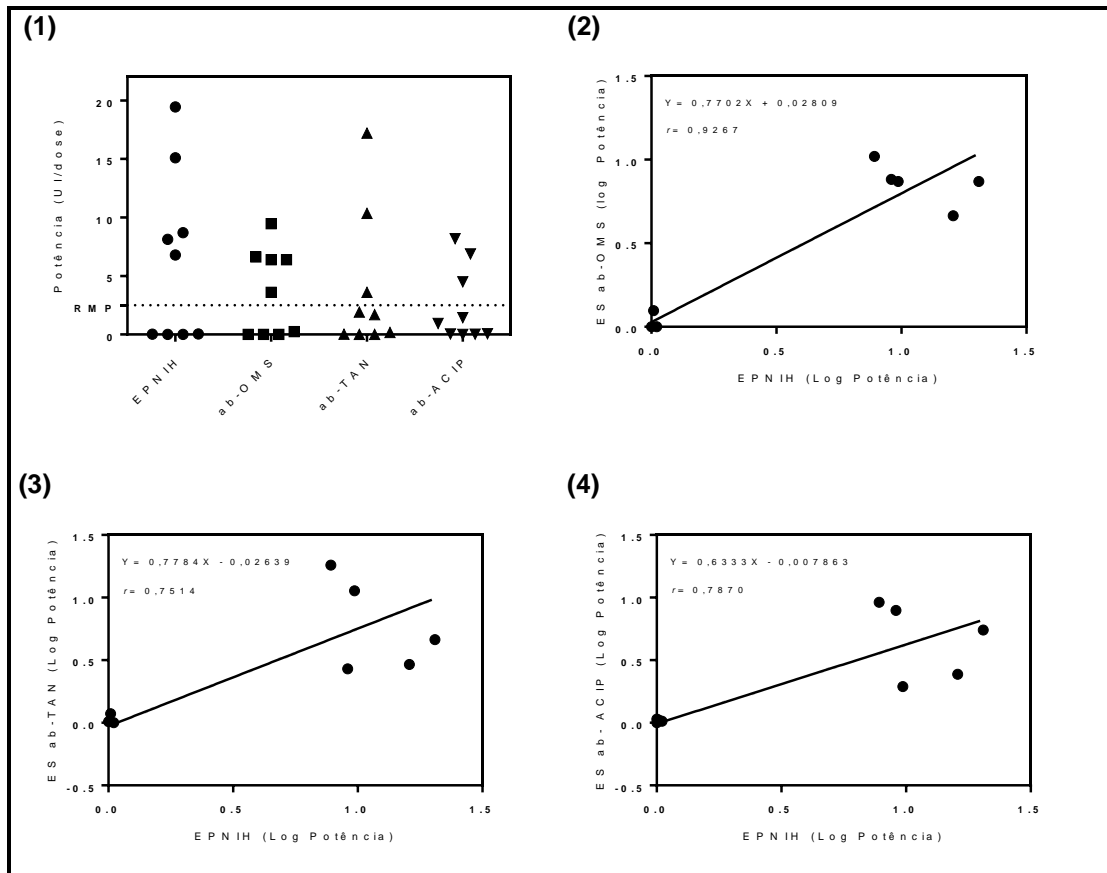 (1)
Potência (UI/dose)
20
15
10
5
RMP
0
EPNIH
ab-OMS
ab-TAN
ab-ACIP
(2)
ES ab-OMS (log Potência)
1.5
1.0
0.5
0.0
Y= 0,7702X + 0,02809
r= 0,9267
0.0 0.5 1.0 1.5
EPNIH (Log Potência)
(3)
ES ab-TAN (Log Potência)
1.5
1.0
0.5
0.0
-0.5
Y= 0,7784X - 0,02639
r= 0,7514
0.0 0.5 1.0 1.5
EPNIH (Log Potência)
(4)
ES ab- ACIP (Log Potência)
1.5
1.0
0.5
0.0
-0.5
Y= 0,6333X - 0,007863
r= 0,7870
0.0 0.5 1.0 1.5
EPNIH (Log Potência)